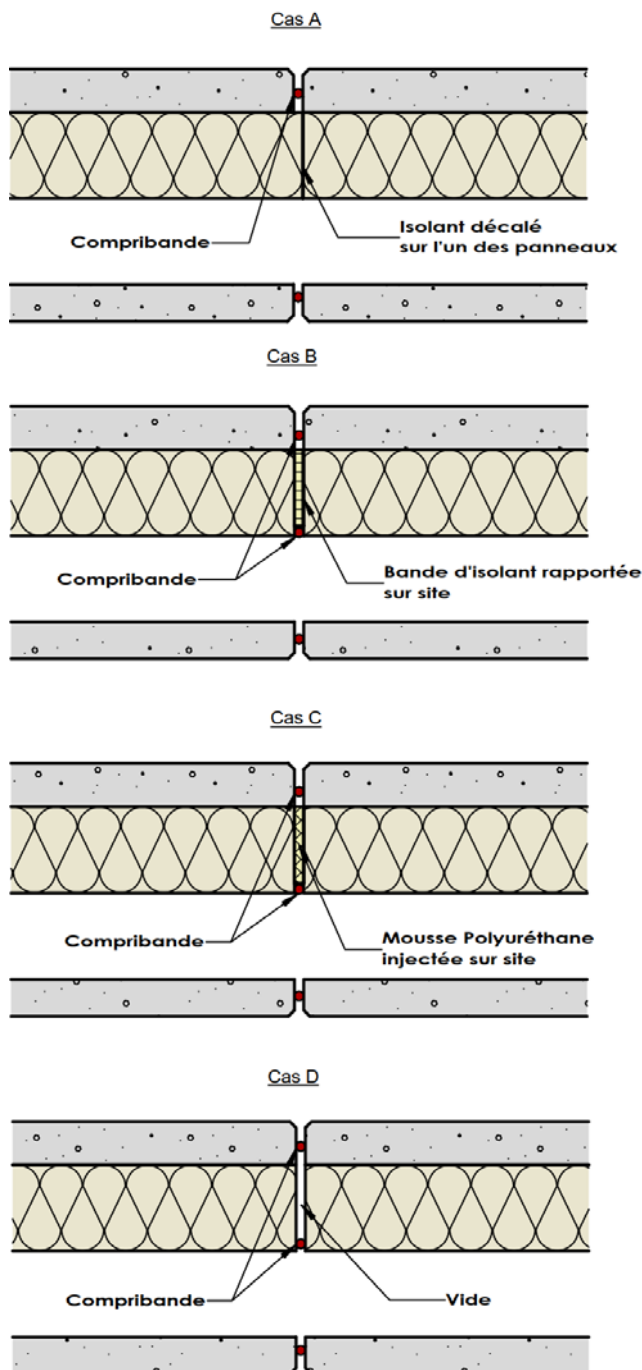 Cas A
Compribande
Isolant décalé
sur l'un des panneaux
Cas B
Compribande
Bande d'isolant rapportée
sur site
Cas C
Compribande
Mousse Polyuréthane
injectée sur site
Cas D
Compribande
Vide